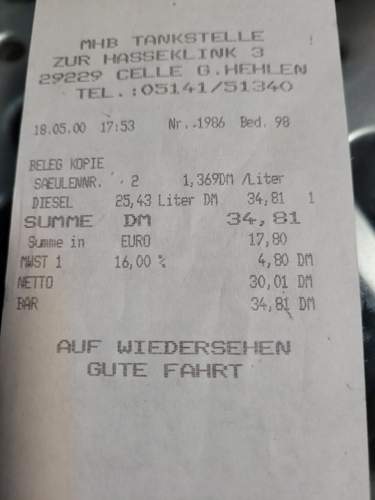 MHB TANKSTELLE
ZUR HASSEKLINK 3
29229 CELLE G.HEHLEN
TEL.:05141/51340
18.05.00 17:53 Nr. 1986 Bed. 98
BELEG KOPIE
SAEULENNR. 2 1,369DM /Liter
DIESEL 25,43 Liter DM 34,81 1
SUMME DM 34,81
Summe in EURO 17,80
MWST 1 16,00 % 4,80 DM
NETTO 30,01 DM
BAR 34,81 DM
AUF WIEDERSEHEN
GUTE FAHRT